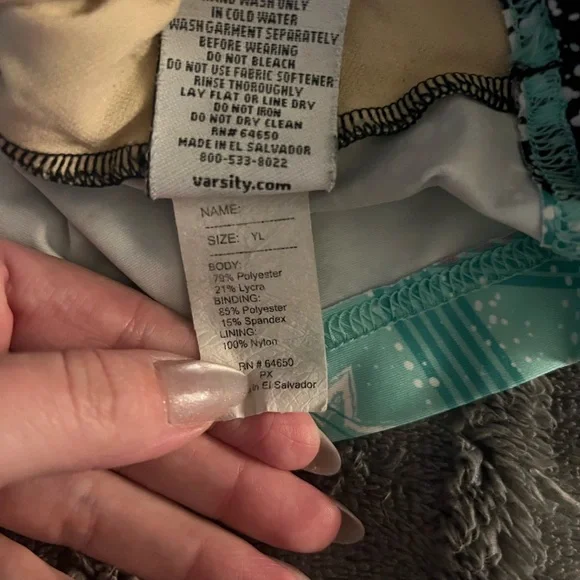 WASH ONLY
IN COLD WATER
WASH GARMENT SEPARATELY
BEFORE WEARING
DO NOT BLEACH
DO NOT USE FABRIC SOFTENER
RINSE THOROUGHLY
LAY FLAT OR LINE DRY
DO NOT IRON
DO NOT DRY CLEAN
RN# 64650
MADE IN EL SALVADOR
800-533-8022
varsity.com
NAME:
SIZE: YL
BODY:
79% Polyester
21% Lycra
BINDING:
85% Polyester
15% Spandex
LINING:
100% Nylon
RN # 64650
PX
in El Salvador